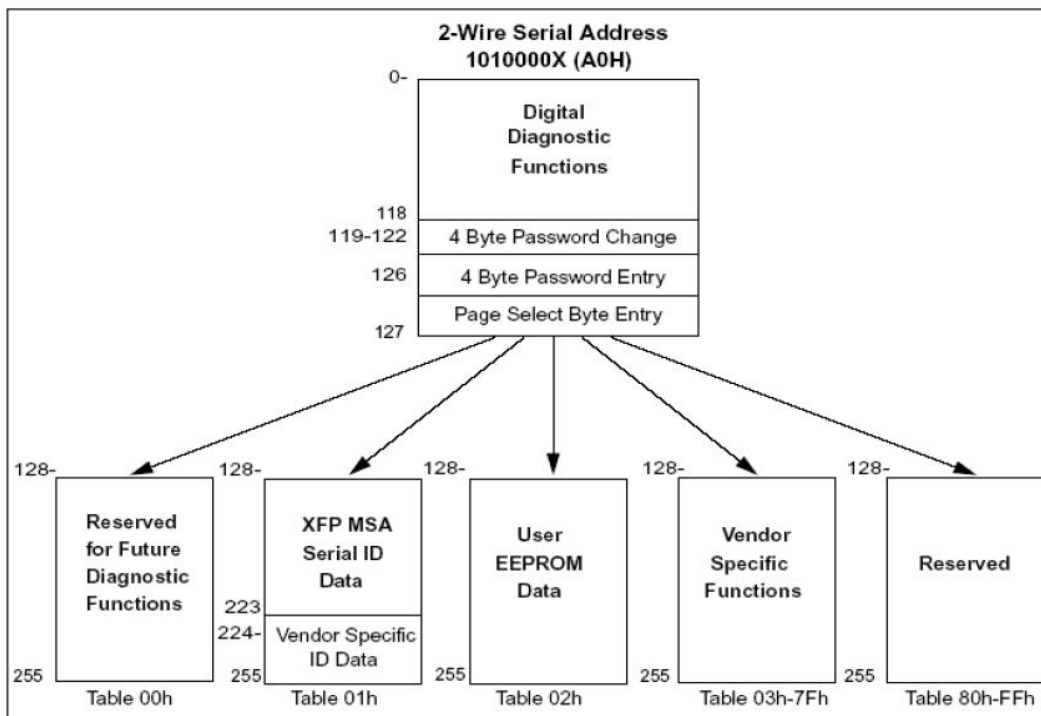 2-Wire Serial Address
1010000X (A0H)
0-
Digital
Diagnostic
Functions
118
119-122
4 Byte Password Change
126
4 Byte Password Entry
Page Select Byte Entry
127
128-
Reserved
for Future
Diagnostic
Functions
255
Table 00h
128-
XFP MSA
Serial ID
Data
223
224-
Vendor Specific
ID Data
255
Table 01h
128-
User
EEPROM
Data
255
Table 02h
128-
Vendor
Specific
Functions
255
Table 03h-7Fh
128-
Reserved
255
Table 80h-FFh